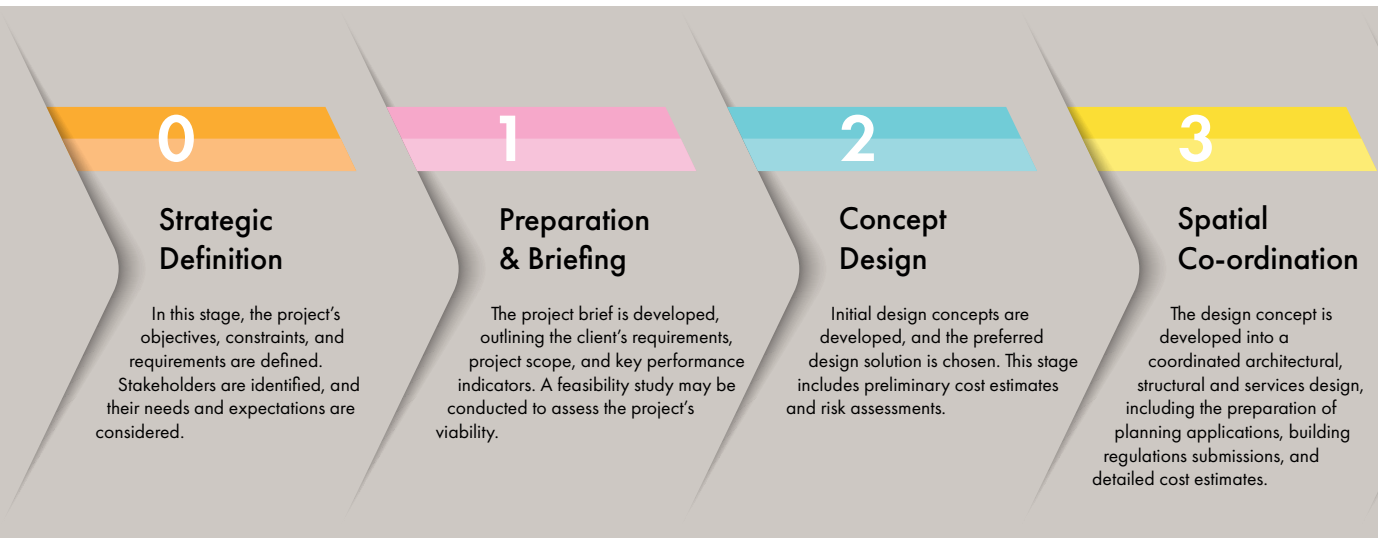 0
Strategic
Definition
In this stage, the project’s
objectives, constraints, and
requirements are defined.
Stakeholders are identified, and
their needs and expectations are
considered.
1
Preparation
& Briefing
The project brief is developed,
outlining the client’s requirements,
project scope, and key performance
indicators. A feasibility study may be
conducted to assess the project’s
viability.
2
Concept
Design
Initial design concepts are
developed, and the preferred
design solution is chosen. This stage
includes preliminary cost estimates
and risk assessments.
3
Spatial
Co-ordination
The design concept is
developed into a
coordinated architectural,
structural and services design,
including the preparation of
planning applications, building
regulations submissions, and
detailed cost estimates.